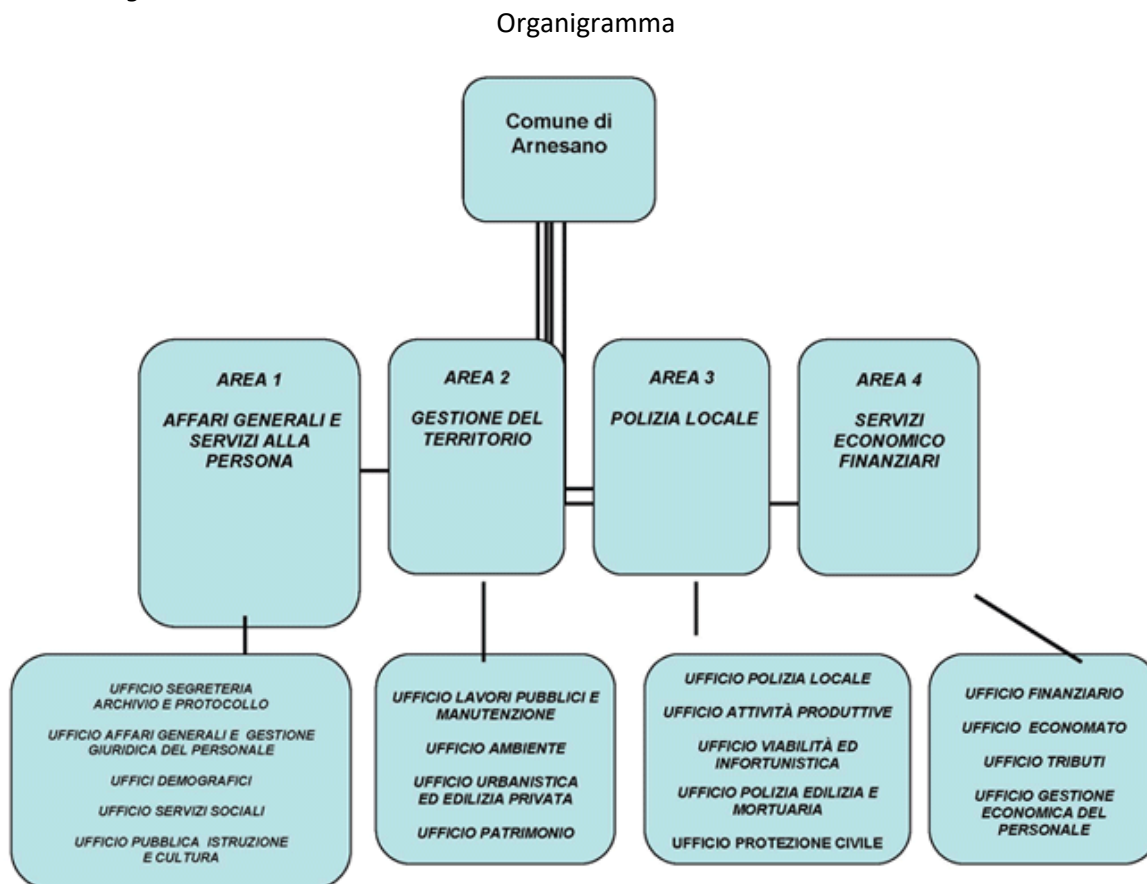 Organigramma
Comune di
Arnesano
AREA 1
AFFARI GENERALI E
SERVIZI ALLA
PERSONA
AREA 2
GESTIONE DEL
TERRITORIO
AREA 3
POLIZIA LOCALE
AREA 4
SERVIZI
ECONOMICO
FINANZIARI
UFFICIO SEGRETERIA
ARCHIVIO E PROTOCOLLO
UFFICIO AFFARI GENERALI E GESTIONE
GIURIDICA DEL PERSONALE
UFFICI DEMOGRAFICI
UFFICIO SERVIZI SOCIALI
UFFICIO PUBBLICA ISTRUZIONE
E CULTURA
UFFICIO LAVORI PUBBLICI E
MANUTENZIONE
UFFICIO AMBIENTE
UFFICIO URBANISTICA
ED EDILIZIA PRIVATA
UFFICIO PATRIMONIO
UFFICIO POLIZIA LOCALE
UFFICIO ATTIVITÀ PRODUTTIVE
UFFICIO VIABILITÀ ED
INFORTUNISTICA
UFFICIO POLIZIA EDILIZIA E
MORTUARIA
UFFICIO PROTEZIONE CIVILE
UFFICIO FINANZIARIO
UFFICIO ECONOMATO
UFFICIO TRIBUTI
UFFICIO GESTIONE
ECONOMICA DEL
PERSONALE